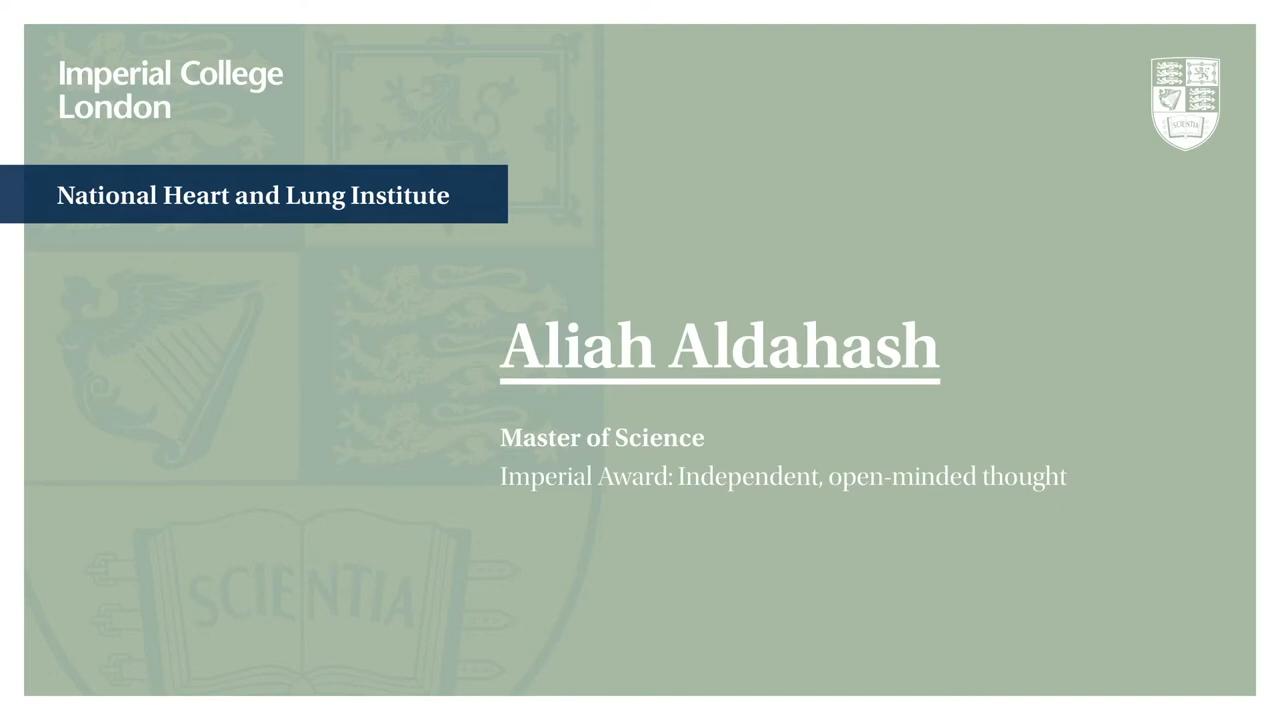 Imperial College
London
National Heart and Lung Institute
Aliah Aldahash
Master of Science
Imperial Award: Independent, open-minded thought
SCIENTIA
SCIENTIA